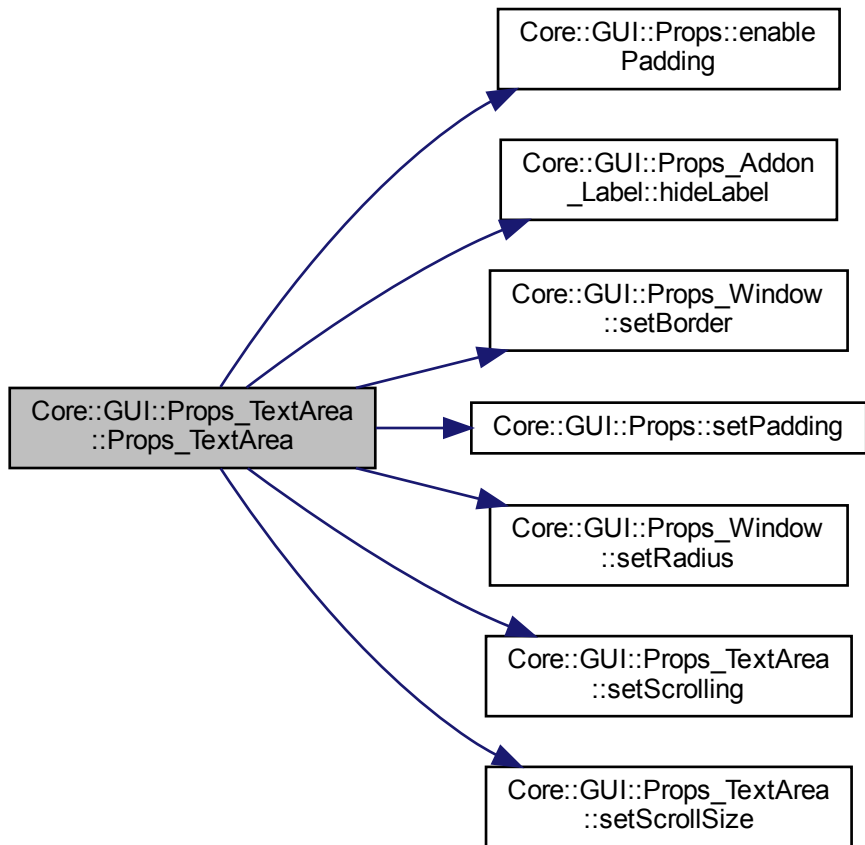 Core::GUI::Props::enable
Padding
Core::GUI::Props_Addon
_Label::hideLabel
Core::GUI::Props_Window
::setBorder
Core::GUI::Props_TextArea
::Props_TextArea
Core::GUI::Props::setPadding
Core::GUI::Props_Window
::setRadius
Core::GUI::Props_TextArea
::setScrolling
Core::GUI::Props_TextArea
::setScrollSize